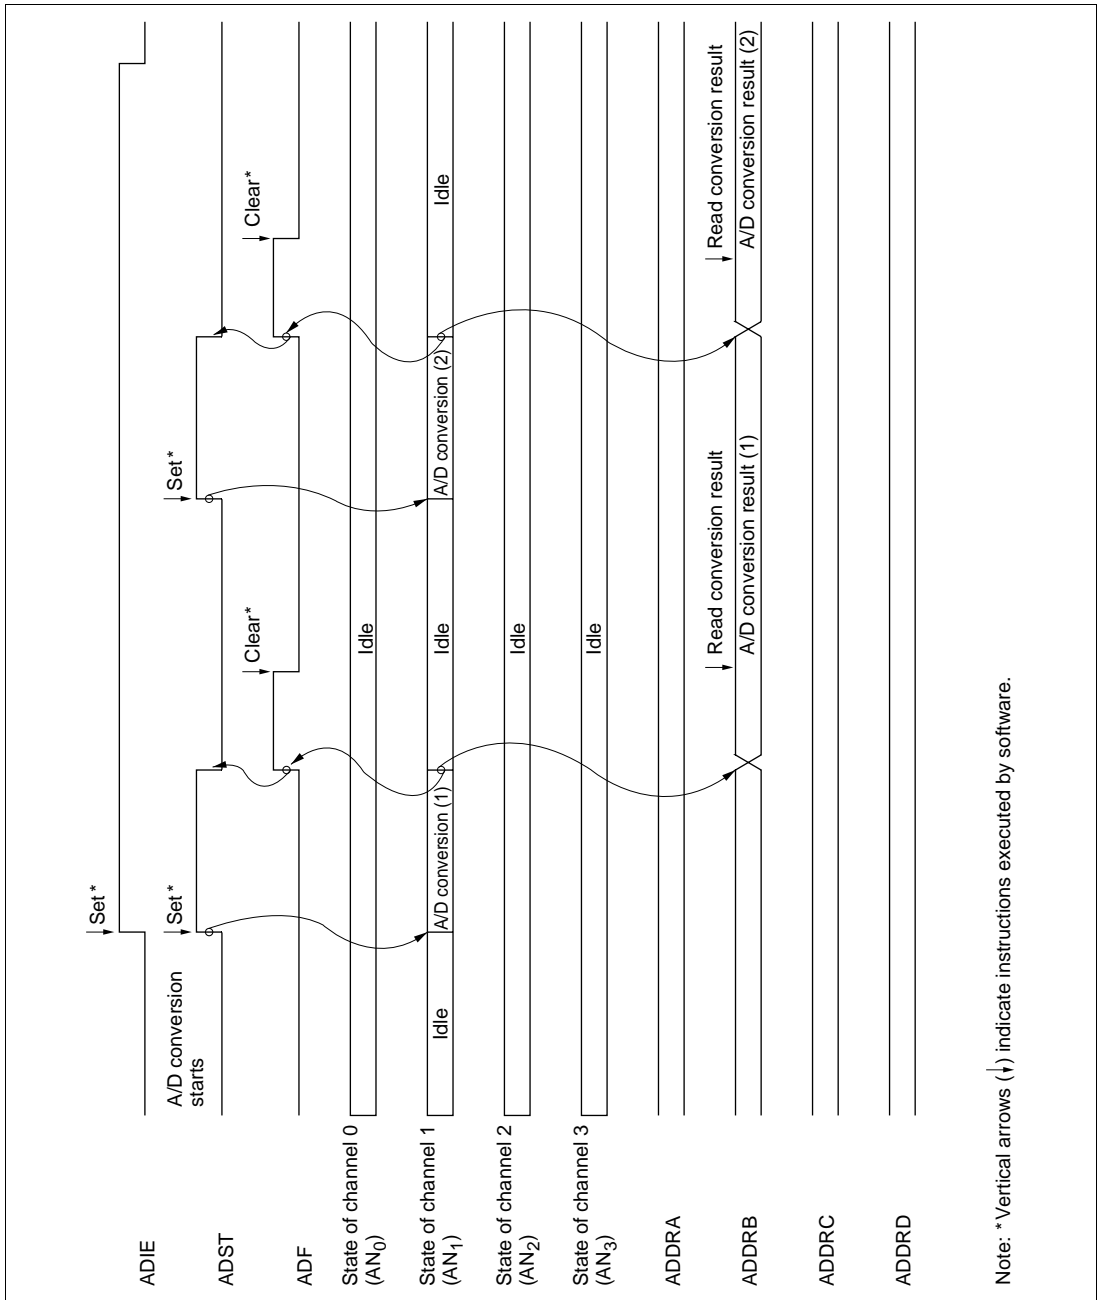 ADIE
Set*
ADST
A/D conversion
starts
Set*
Set*
ADF
Clear*
Clear*
State of channel 0
(AN0)
Idle
State of channel 1
(AN1)
Idle
A/D conversion (1)
Idle
A/D conversion (2)
Idle
State of channel 2
(AN2)
Idle
State of channel 3
(AN3)
Idle
ADDRA
ADDRB
Read conversion result
A/D conversion result (1)
Read conversion result
A/D conversion result (2)
ADDRC
ADDRD
Note: * Vertical arrows (↓) indicate instructions executed by software.